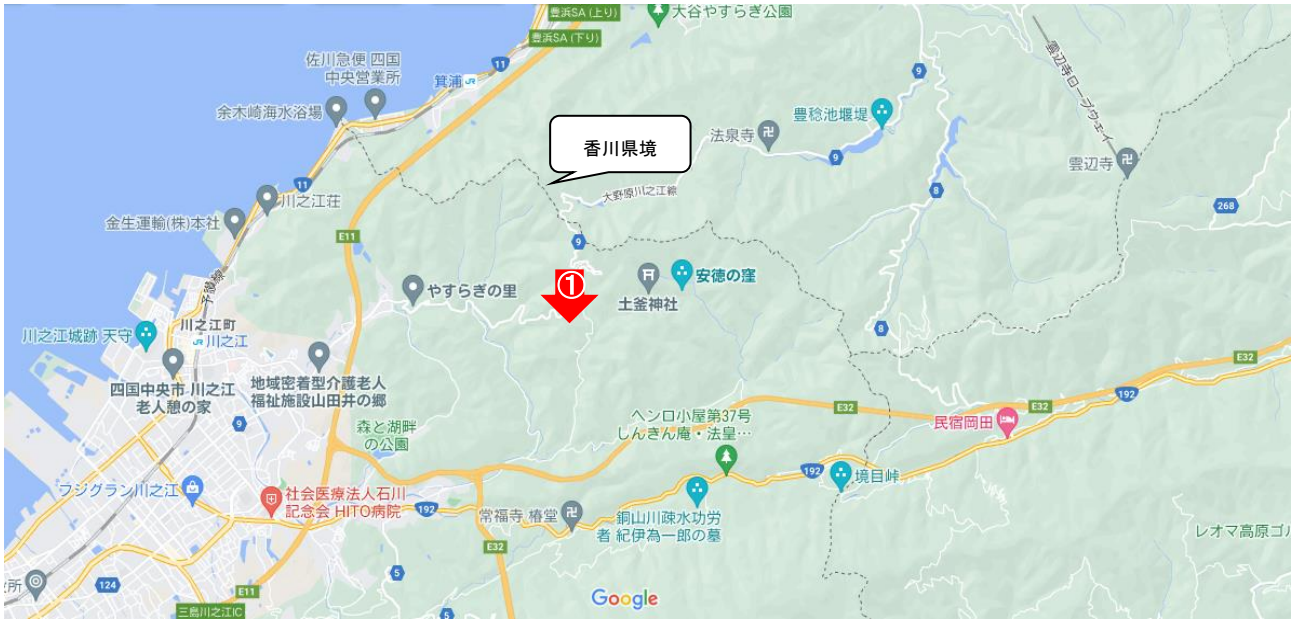 豊浜SA (上り)
大谷やすらぎ公園
豊浜SA (下り)
佐川急便 四国
中央営業所
11
箕浦 JR
9
雲辺寺ロープウェイ
余木崎海水浴場
豊稔池堰堤
法泉寺
香川県境
9
雲辺寺
11
大野原川之江線
8
川之江荘
268
金生運輸(株)本社
E11
9
予讃線
①
やすらぎの里
安徳の窪
土釜神社
川之江町
JR 川之江
川之江城跡 天守
8
四国中央市 川之江
老人憩の家
地域密着型介護老人
福祉施設山田井の郷
E32
192
ヘンロ小屋第37号
しんきん庵・法皇…
E32
E32
民宿岡田
9
森と湖畔
の公園
192
境目峠
フジグラン川之江
社会医療法人石川
記念会 HITO病院
192
常福寺 椿堂
銅山川疏水功労
者 紀伊為一郎の墓
レオマ高原ゴル
E32
5
124
E11
Google
三島川之江IC
5